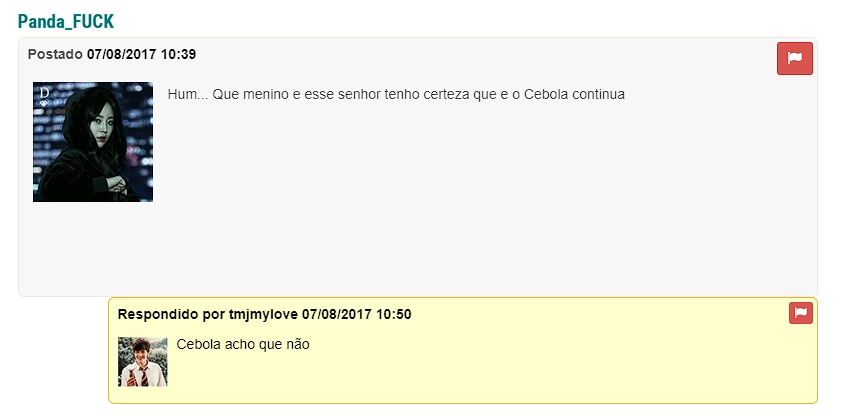 Panda_FUCK
Postado 07/08/2017 10:39
D
Hum... Que menino e esse senhor tenho certeza que e o Cebola continua
Respondido por tmjmylove 07/08/2017 10:50
Cebola acho que não